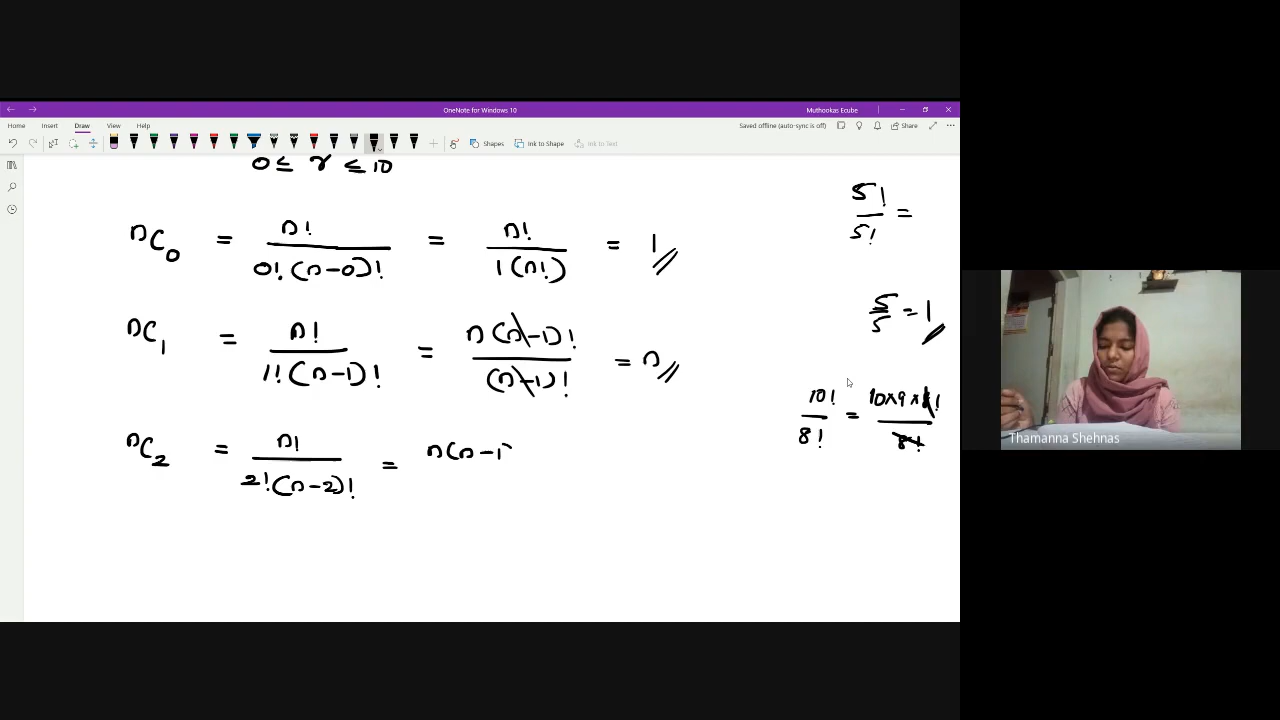 OneNote for Windows 10
Muthookas Ecube
Home Insert Draw View Help
Saved offline (auto-sync is off) Share
Shapes Ink to Shape Ink to Text
0 ≤ r ≤ 10
5!/5! =
nC0 = n!/0!(n-0)! = n!/1(n!) = 1
5/5 = 1
nC1 = n!/1!(n-1)! = n(n-1)!/(n-1)! = n
10!/8! = 10×9×8!/8!
nC2 = n!/2!(n-2)! = n(n-1)
Thamanna Shehnas